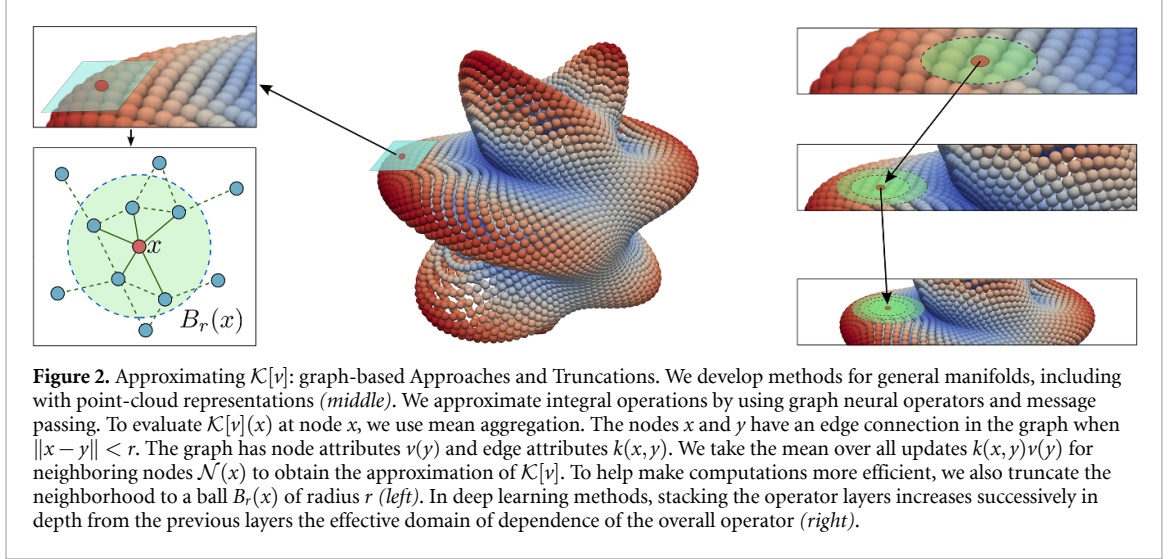 x
B_r(x)
Figure 2. Approximating 𝒦[v]: graph-based Approaches and Truncations. We develop methods for general manifolds, including
with point-cloud representations (middle). We approximate integral operations by using graph neural operators and message
passing. To evaluate 𝒦[v](x) at node x, we use mean aggregation. The nodes x and y have an edge connection in the graph when
‖x − y‖ < r. The graph has node attributes v(y) and edge attributes k(x,y). We take the mean over all updates k(x,y)v(y) for
neighboring nodes 𝒩(x) to obtain the approximation of 𝒦[v]. To help make computations more efficient, we also truncate the
neighborhood to a ball B_r(x) of radius r (left). In deep learning methods, stacking the operator layers increases successively in
depth from the previous layers the effective domain of dependence of the overall operator (right).